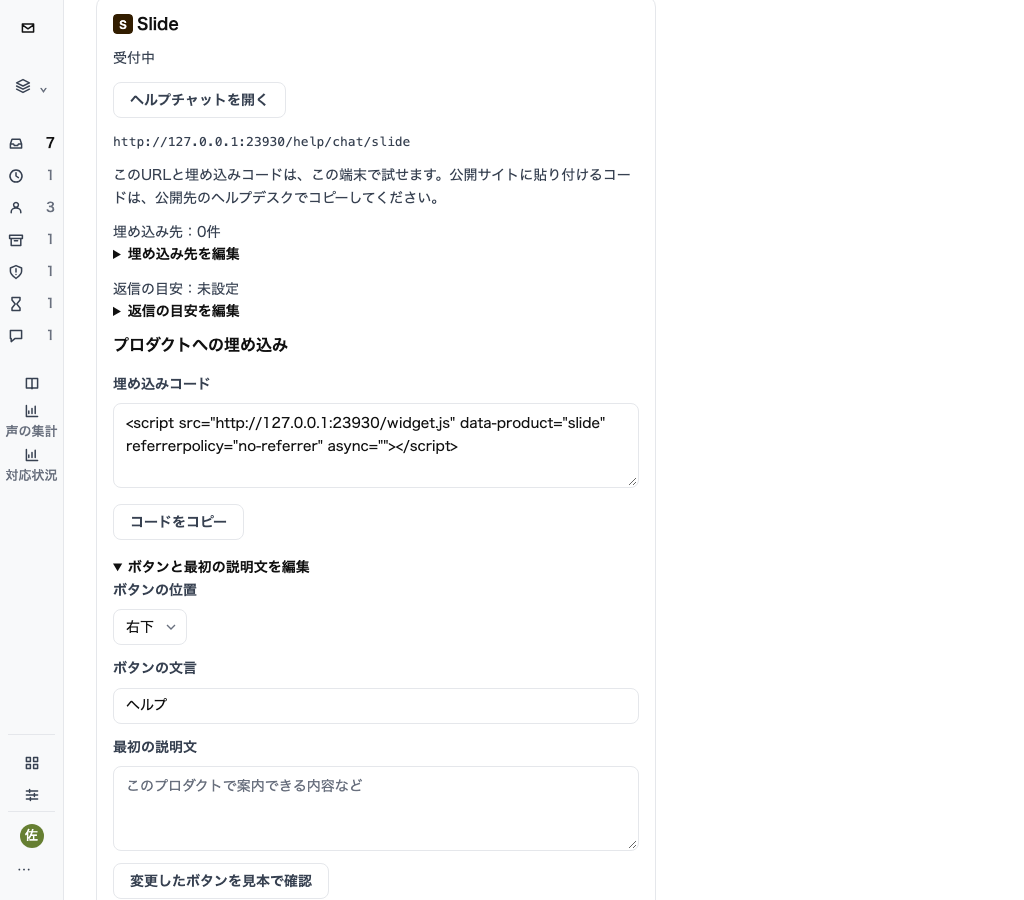 S Slide
受付中
ヘルプチャットを開く
http://127.0.0.1:23930/help/chat/slide
このURLと埋め込みコードは、この端末で試せます。公開サイトに貼り付けるコー
ドは、公開先のヘルプデスクでコピーしてください。
埋め込み先：0件
埋め込み先を編集
返信の目安：未設定
返信の目安を編集
プロダクトへの埋め込み
埋め込みコード
<script src="http://127.0.0.1:23930/widget.js" data-product="slide"
referrerpolicy="no-referrer" async=""></script>
コードをコピー
ボタンと最初の説明文を編集
ボタンの位置
右下
ボタンの文言
ヘルプ
最初の説明文
このプロダクトで案内できる内容など
変更したボタンを見本で確認
7
1
3
1
1
1
1
声の集計
対応状況
佐
…